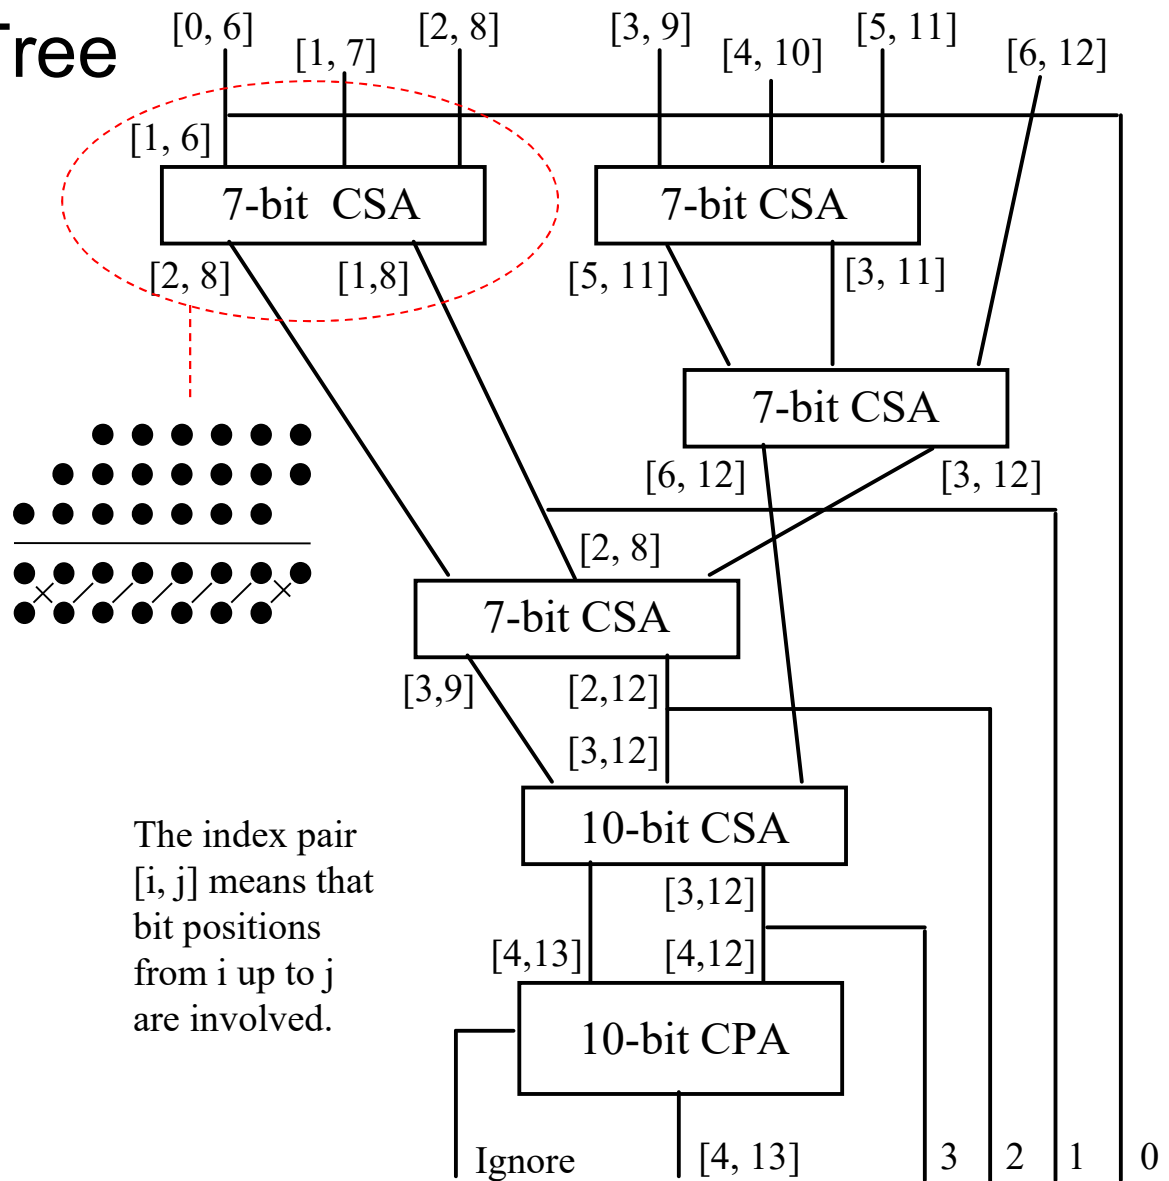 Tree
[0, 6]
[1, 7]
[2, 8]
[3, 9]
[4, 10]
[5, 11]
[6, 12]
[1, 6]
7-bit CSA
7-bit CSA
[2, 8]
[1,8]
[5, 11]
[3, 11]
7-bit CSA
[6, 12]
[3, 12]
[2, 8]
7-bit CSA
[3,9]
[2,12]
[3,12]
10-bit CSA
The index pair
[i, j] means that
bit positions
from i up to j
are involved.
[3,12]
[4,13]
[4,12]
10-bit CPA
Ignore
[4, 13]
3
2
1
0